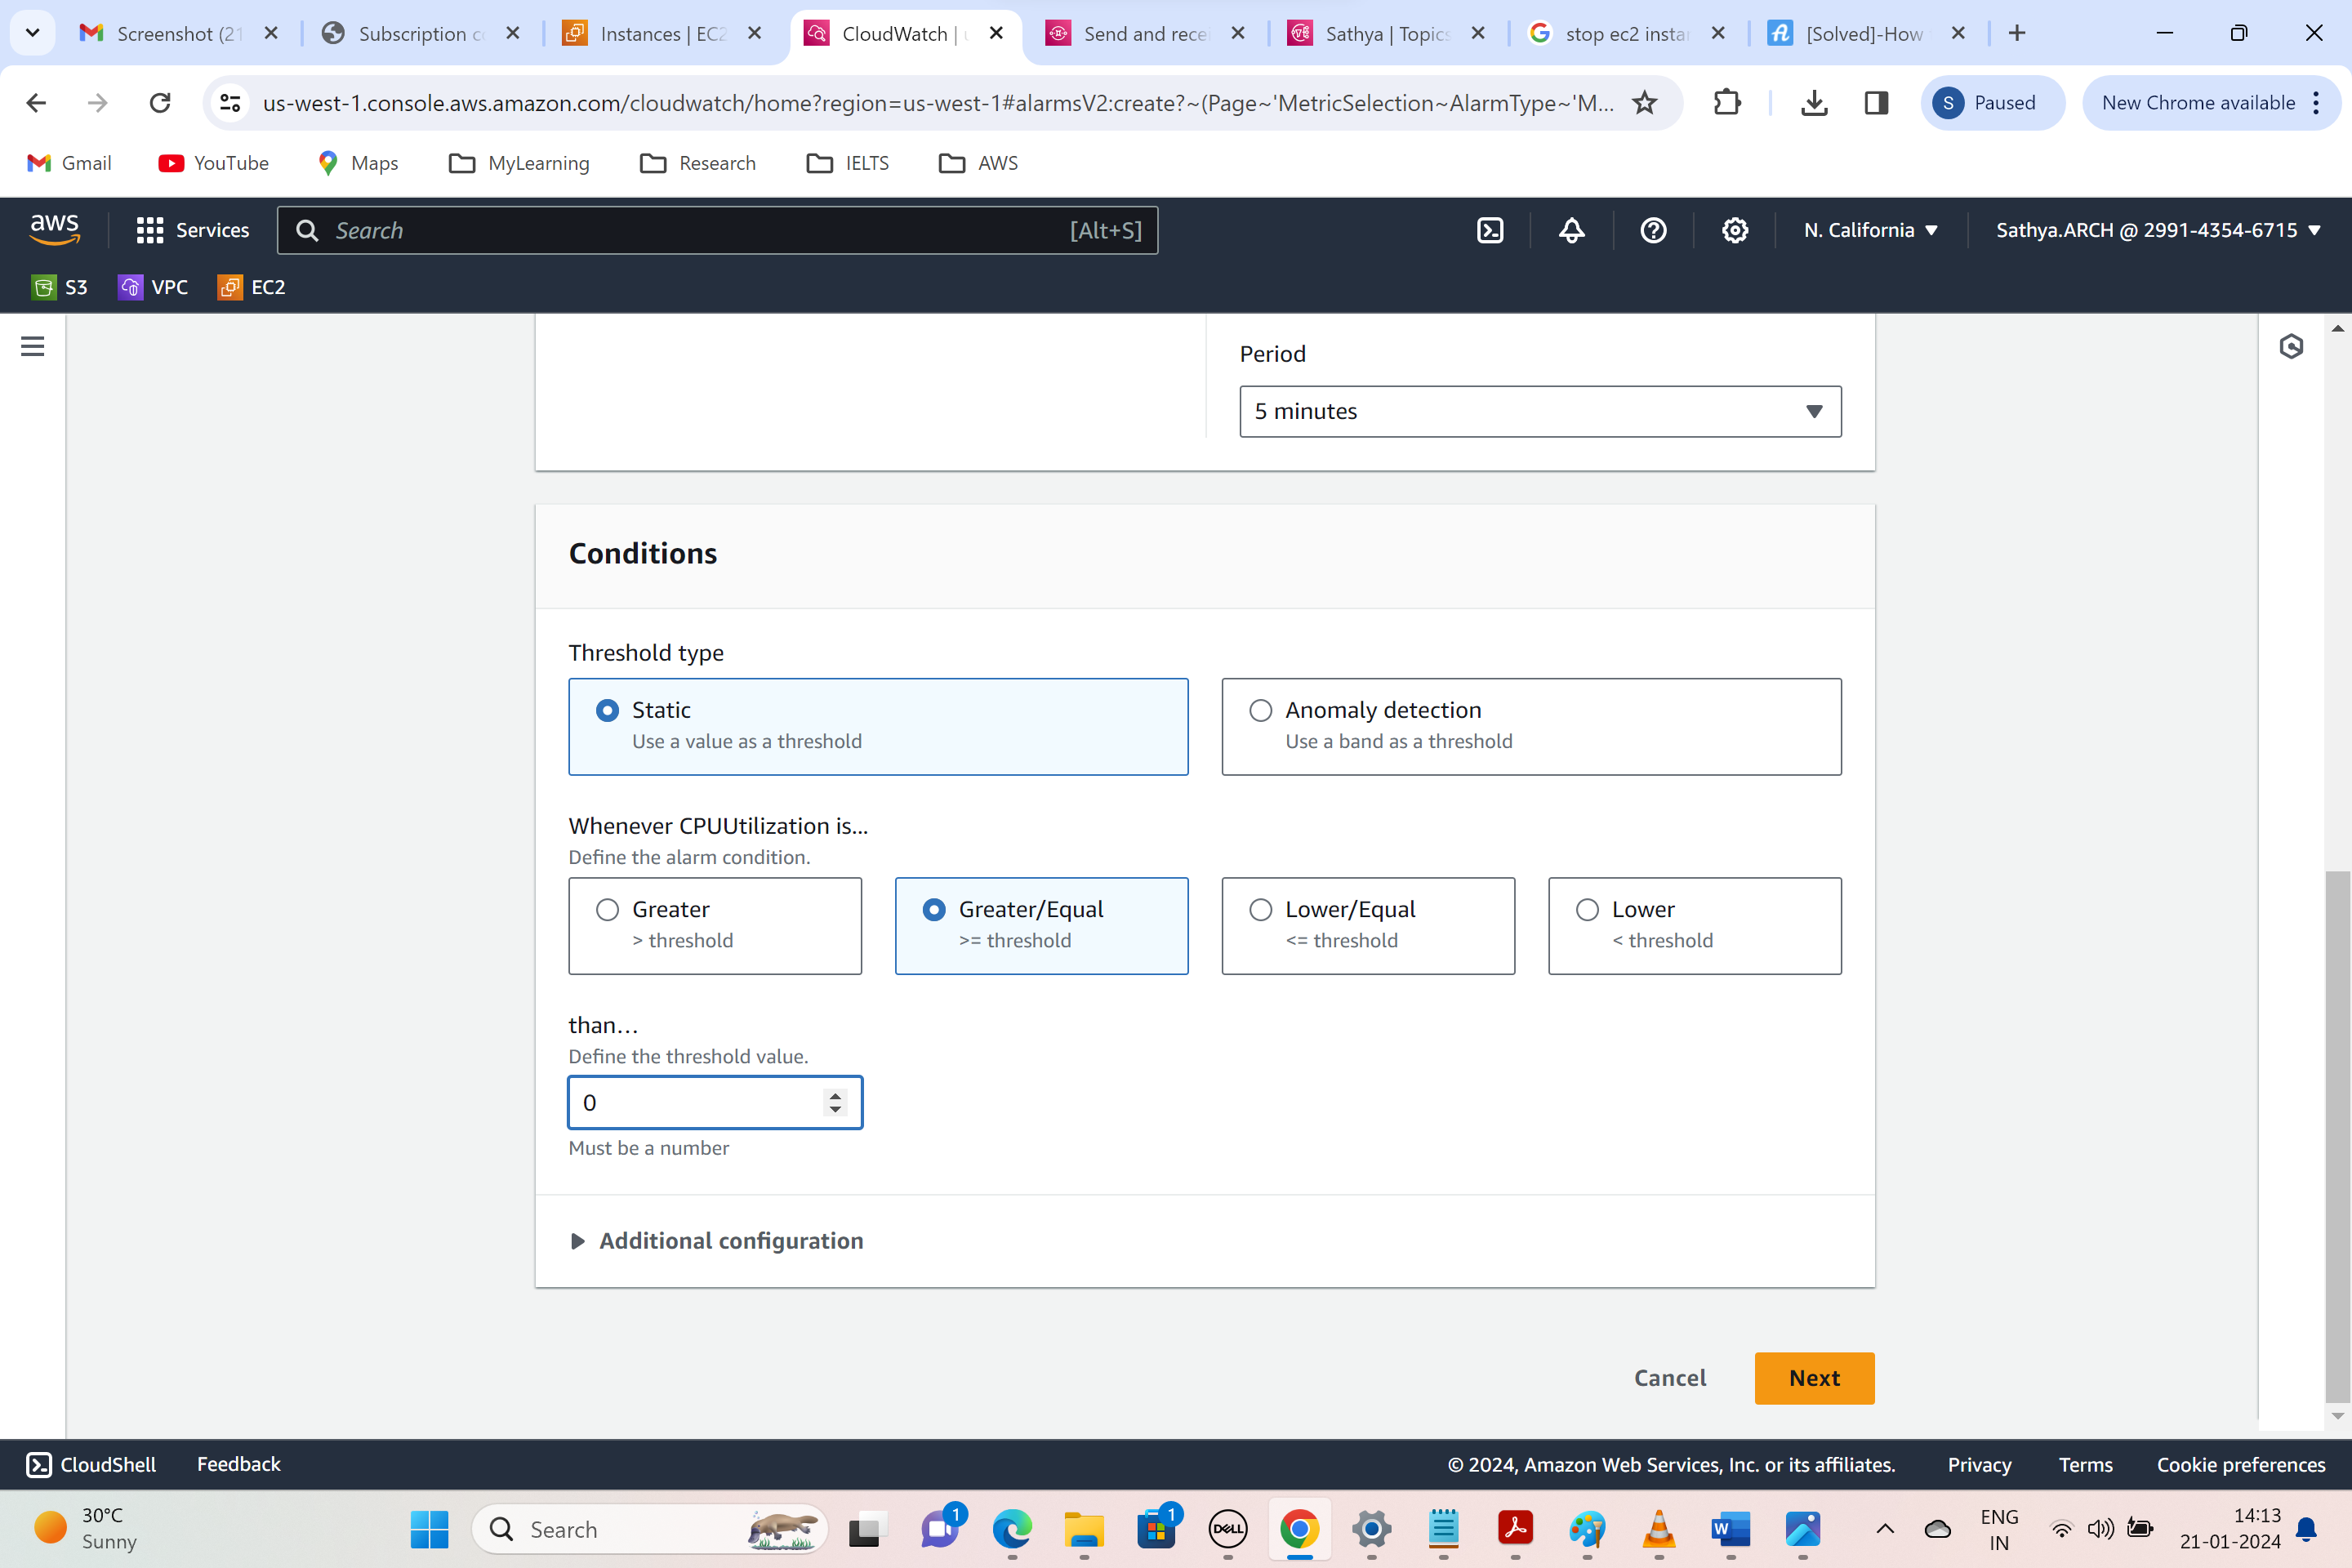 Screenshot (21
Subscription c
Instances | EC2
CloudWatch |
Send and rece
Sathya | Topics
stop ec2 insta
[Solved]-How
us-west-1.console.aws.amazon.com/cloudwatch/home?region=us-west-1#alarmsV2:create?~(Page~'MetricSelection~AlarmType~'M...
S Paused
New Chrome available
Gmail
YouTube
Maps
MyLearning
Research
IELTS
AWS
aws
Services
Search
[Alt+S]
N. California
Sathya.ARCH @ 2991-4354-6715
S3
VPC
EC2
Period
5 minutes
Conditions
Threshold type
Static
Use a value as a threshold
Anomaly detection
Use a band as a threshold
Whenever CPUUtilization is...
Define the alarm condition.
Greater
> threshold
Greater/Equal
>= threshold
Lower/Equal
<= threshold
Lower
< threshold
than…
Define the threshold value.
0
Must be a number
Additional configuration
Cancel
Next
CloudShell
Feedback
© 2024, Amazon Web Services, Inc. or its affiliates.
Privacy
Terms
Cookie preferences
30°C
Sunny
Search
1
1
DELL
W
ENG
IN
14:13
21-01-2024